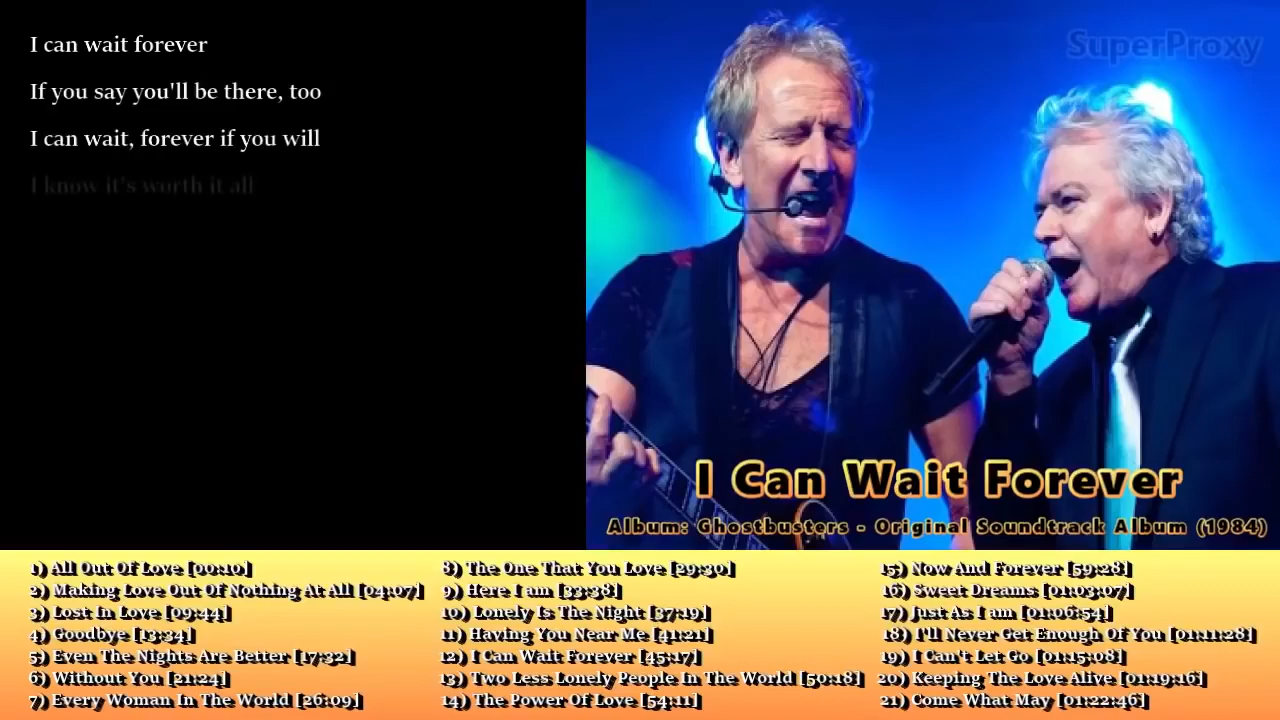 I can wait forever
If you say you'll be there, too
I can wait, forever if you will
I know it's worth it all
SuperProxy
I Can Wait Forever
Album: Ghostbusters - Original Soundtrack Album (1984)
1) All Out Of Love [00:10]
2) Making Love Out Of Nothing At All [04:07]
3) Lost In Love [09:44]
4) Goodbye [13:34]
5) Even The Nights Are Better [17:32]
6) Without You [21:24]
7) Every Woman In The World [26:09]
8) The One That You Love [29:30]
9) Here I am [33:38]
10) Lonely Is The Night [37:19]
11) Having You Near Me [41:21]
12) I Can Wait Forever [45:17]
13) Two Less Lonely People In The World [50:18]
14) The Power Of Love [54:11]
15) Now And Forever [59:28]
16) Sweet Dreams [01:03:07]
17) Just As I am [01:06:54]
18) I'll Never Get Enough Of You [01:11:28]
19) I Can't Let Go [01:15:08]
20) Keeping The Love Alive [01:19:16]
21) Come What May [01:22:46]